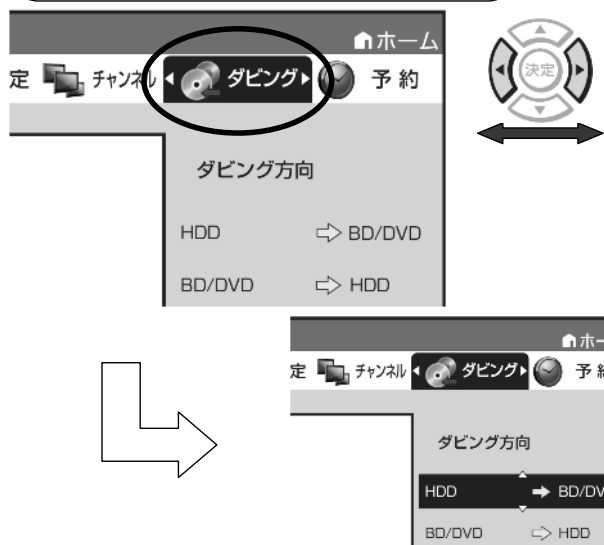 ホーム
定 チャンネル ダビング 予約
決定
ダビング方向
HDD ⇨ BD/DVD
BD/DVD ⇨ HDD
ホー
定 チャンネル ダビング 予
ダビング方向
HDD ➡ BD/DV
BD/DVD ⇨ HDD